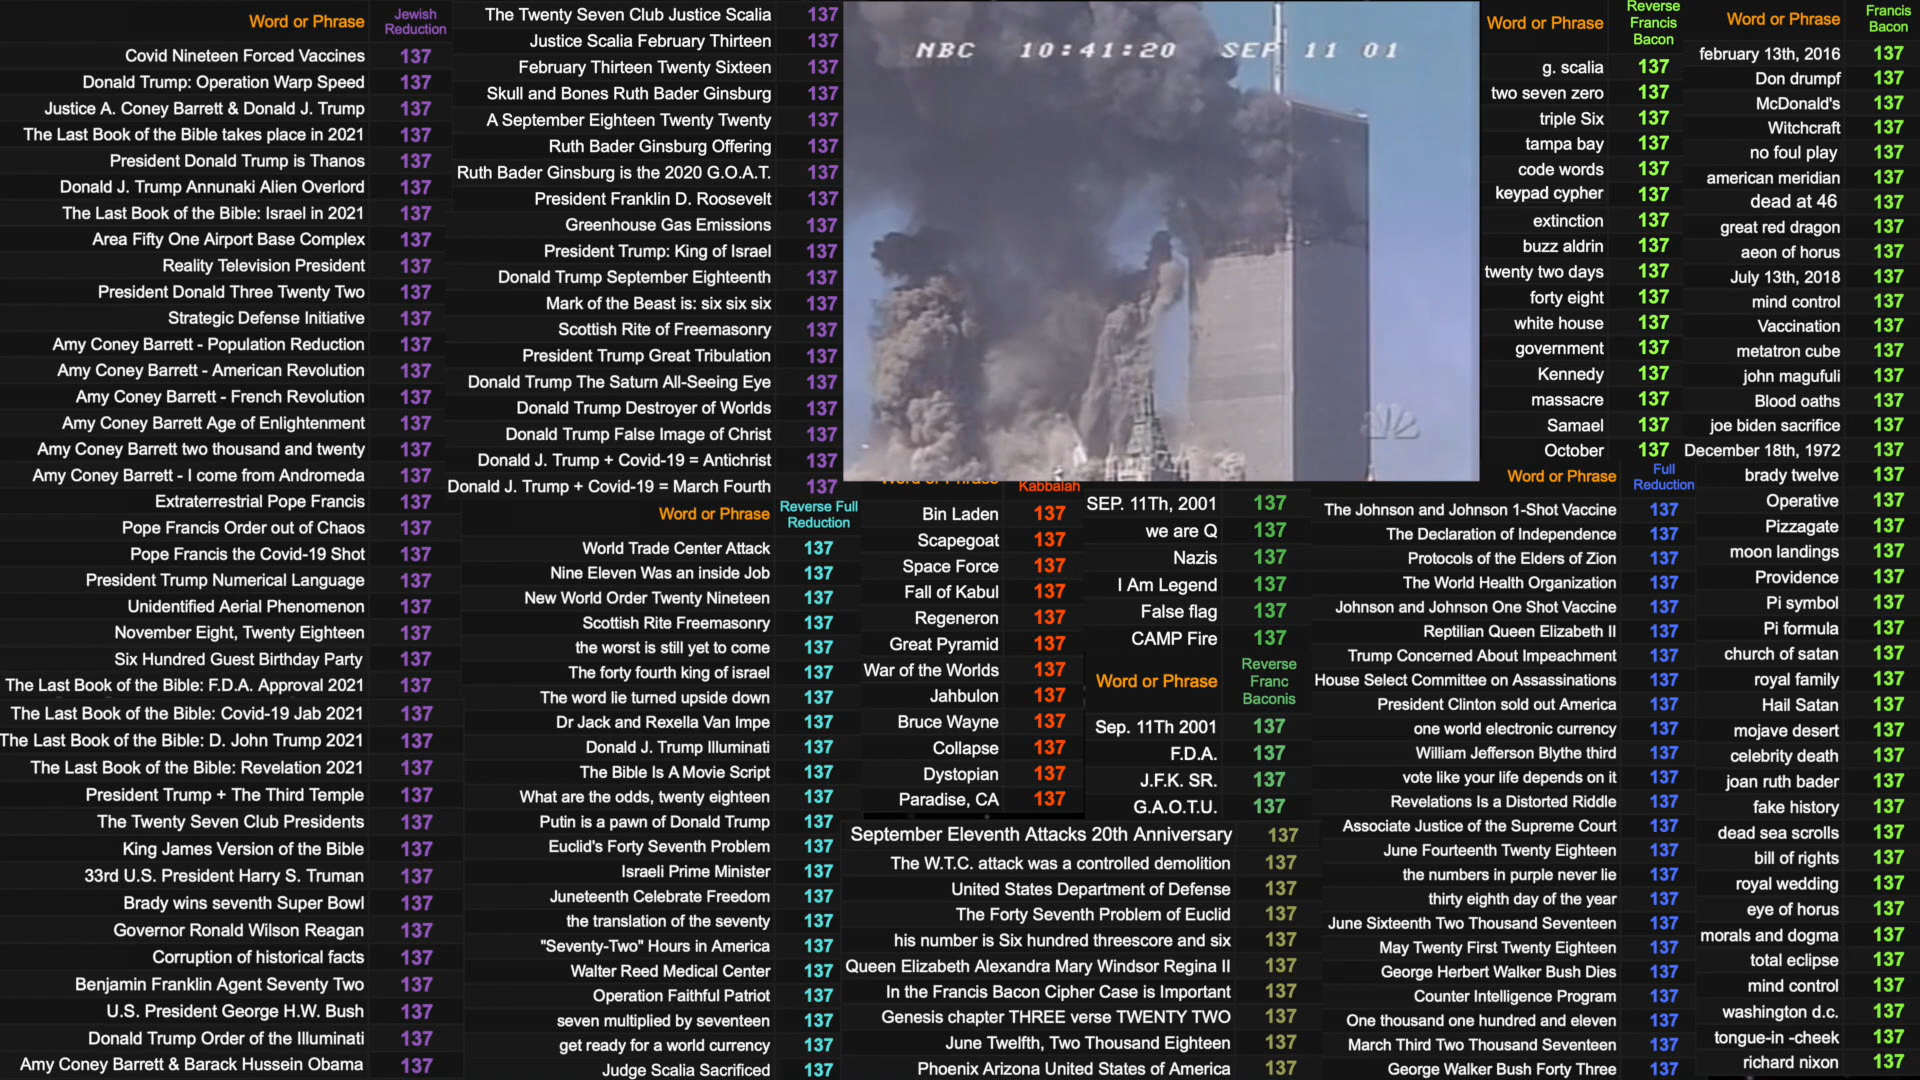 Word or Phrase Jewish Reduction
Covid Nineteen Forced Vaccines 137
Donald Trump: Operation Warp Speed 137
Justice A. Coney Barrett & Donald J. Trump 137
The Last Book of the Bible takes place in 2021 137
President Donald Trump is Thanos 137
Donald J. Trump Annunaki Alien Overlord 137
The Last Book of the Bible: Israel in 2021 137
Area Fifty One Airport Base Complex 137
Reality Television President 137
President Donald Three Twenty Two 137
Strategic Defense Initiative 137
Amy Coney Barrett - Population Reduction 137
Amy Coney Barrett - American Revolution 137
Amy Coney Barrett - French Revolution 137
Amy Coney Barrett Age of Enlightenment 137
Amy Coney Barrett two thousand and twenty 137
Amy Coney Barrett - I come from Andromeda 137
Extraterrestrial Pope Francis 137
Pope Francis Order out of Chaos 137
Pope Francis the Covid-19 Shot 137
President Trump Numerical Language 137
Unidentified Aerial Phenomenon 137
November Eight, Twenty Eighteen 137
Six Hundred Guest Birthday Party 137
The Last Book of the Bible: F.D.A. Approval 2021 137
The Last Book of the Bible: Covid-19 Jab 2021 137
The Last Book of the Bible: D. John Trump 2021 137
The Last Book of the Bible: Revelation 2021 137
President Trump + The Third Temple 137
The Twenty Seven Club Presidents 137
King James Version of the Bible 137
33rd U.S. President Harry S. Truman 137
Brady wins seventh Super Bowl 137
Governor Ronald Wilson Reagan 137
Corruption of historical facts 137
Benjamin Franklin Agent Seventy Two 137
U.S. President George H.W. Bush 137
Donald Trump Order of the Illuminati 137
Amy Coney Barrett & Barack Hussein Obama 137
The Twenty Seven Club Justice Scalia 137
Justice Scalia February Thirteen 137
February Thirteen Twenty Sixteen 137
Skull and Bones Ruth Bader Ginsburg 137
A September Eighteen Twenty Twenty 137
Ruth Bader Ginsburg Offering 137
Ruth Bader Ginsburg is the 2020 G.O.A.T. 137
President Franklin D. Roosevelt 137
Greenhouse Gas Emissions 137
President Trump: King of Israel 137
Donald Trump September Eighteenth 137
Mark of the Beast is: six six six 137
Scottish Rite of Freemasonry 137
President Trump Great Tribulation 137
Donald Trump The Saturn All-Seeing Eye 137
Donald Trump Destroyer of Worlds 137
Donald Trump False Image of Christ 137
Donald J. Trump + Covid-19 = Antichrist 137
Donald J. Trump + Covid-19 = March Fourth 137
Word or Phrase Reverse Full Reduction
World Trade Center Attack 137
Nine Eleven Was an inside Job 137
New World Order Twenty Nineteen 137
Scottish Rite Freemasonry 137
the worst is still yet to come 137
The forty fourth king of israel 137
The word lie turned upside down 137
Dr Jack and Rexella Van Impe 137
Donald J. Trump Illuminati 137
The Bible Is A Movie Script 137
What are the odds, twenty eighteen 137
Putin is a pawn of Donald Trump 137
Euclid's Forty Seventh Problem 137
Israeli Prime Minister 137
Juneteenth Celebrate Freedom 137
the translation of the seventy 137
"Seventy-Two" Hours in America 137
Walter Reed Medical Center 137
Operation Faithful Patriot 137
seven multiplied by seventeen 137
get ready for a world currency 137
Judge Scalia Sacrificed 137
NBC 10:41:20 SEP 11 01
Word or Phrase Kabbalah
Bin Laden 137
Scapegoat 137
Space Force 137
Fall of Kabul 137
Regeneron 137
Great Pyramid 137
War of the Worlds 137
Jahbulon 137
Bruce Wayne 137
Collapse 137
Dystopian 137
Paradise, CA 137
SEP. 11Th, 2001 137
we are Q 137
Nazis 137
I Am Legend 137
False flag 137
CAMP Fire 137
Word or Phrase Reverse Franc Baconis
Sep. 11Th 2001 137
F.D.A. 137
J.F.K. SR. 137
G.A.O.T.U. 137
September Eleventh Attacks 20th Anniversary 137
The W.T.C. attack was a controlled demolition 137
United States Department of Defense 137
The Forty Seventh Problem of Euclid 137
his number is Six hundred threescore and six 137
Queen Elizabeth Alexandra Mary Windsor Regina II 137
In the Francis Bacon Cipher Case is Important 137
Genesis chapter THREE verse TWENTY TWO 137
June Twelfth, Two Thousand Eighteen 137
Phoenix Arizona United States of America 137
Word or Phrase Reverse Francis Bacon
g. scalia 137
two seven zero 137
triple Six 137
tampa bay 137
code words 137
keypad cypher 137
extinction 137
buzz aldrin 137
twenty two days 137
forty eight 137
white house 137
government 137
Kennedy 137
massacre 137
Samael 137
October 137
Word or Phrase Full Reduction
The Johnson and Johnson 1-Shot Vaccine 137
The Declaration of Independence 137
Protocols of the Elders of Zion 137
The World Health Organization 137
Johnson and Johnson One Shot Vaccine 137
Reptilian Queen Elizabeth II 137
Trump Concerned About Impeachment 137
House Select Committee on Assassinations 137
President Clinton sold out America 137
one world electronic currency 137
William Jefferson Blythe third 137
vote like your life depends on it 137
Revelations Is a Distorted Riddle 137
Associate Justice of the Supreme Court 137
June Fourteenth Twenty Eighteen 137
the numbers in purple never lie 137
thirty eighth day of the year 137
June Sixteenth Two Thousand Seventeen 137
May Twenty First Twenty Eighteen 137
George Herbert Walker Bush Dies 137
Counter Intelligence Program 137
One thousand one hundred and eleven 137
March Third Two Thousand Seventeen 137
George Walker Bush Forty Three 137
Word or Phrase Francis Bacon
february 13th, 2016 137
Don drumpf 137
McDonald's 137
Witchcraft 137
no foul play 137
american meridian 137
dead at 46 137
great red dragon 137
aeon of horus 137
July 13th, 2018 137
mind control 137
Vaccination 137
metatron cube 137
john magufuli 137
Blood oaths 137
joe biden sacrifice 137
December 18th, 1972 137
brady twelve 137
Operative 137
Pizzagate 137
moon landings 137
Providence 137
Pi symbol 137
Pi formula 137
church of satan 137
royal family 137
Hail Satan 137
mojave desert 137
celebrity death 137
joan ruth bader 137
fake history 137
dead sea scrolls 137
bill of rights 137
royal wedding 137
eye of horus 137
morals and dogma 137
total eclipse 137
mind control 137
washington d.c. 137
tongue-in -cheek 137
richard nixon 137